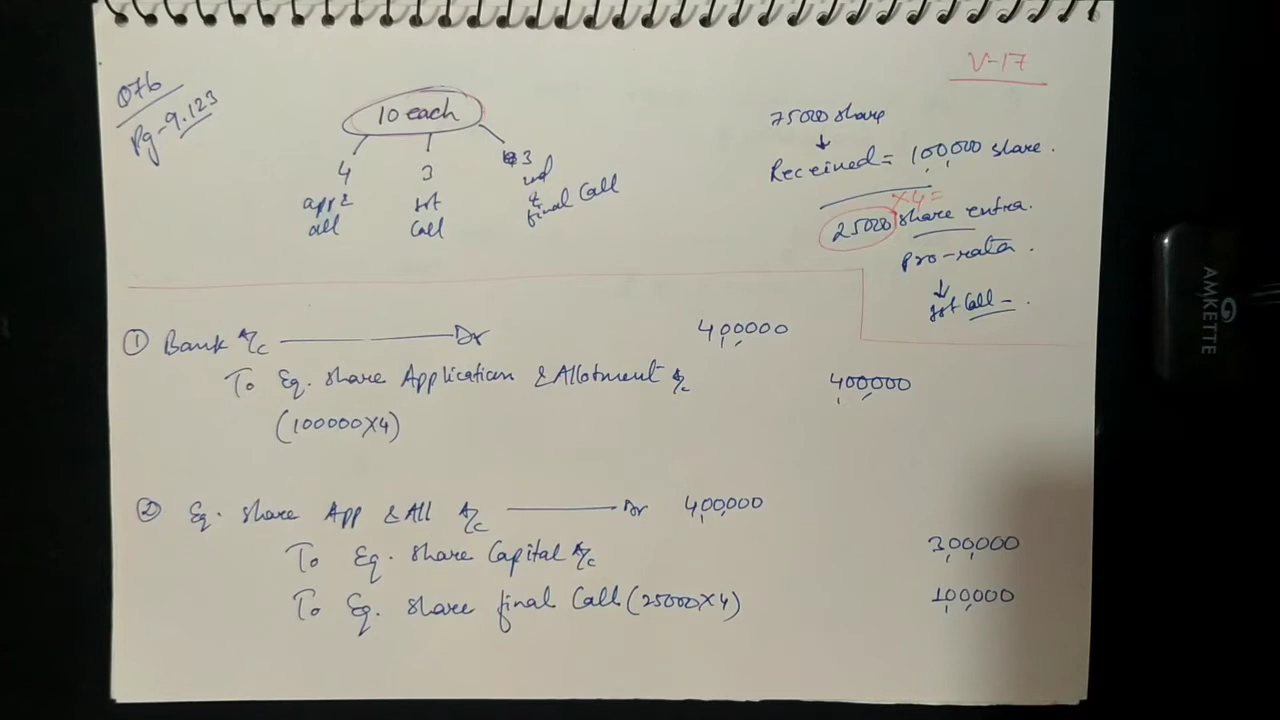 V-17
Q7b
Pg-9.123
10 each
4 3 3
app & 1st
all Call
& final Call
75000 share
↓
Received = 100000 share.
×4=
25000 share extra.
pro-rata.
↓
1st Call -.
① Bank A/c ——— Dr 400000
To Eq. share Application & Allotment A/c 400000
(100000×4)
② Eq. share App & All A/c ——— Dr 400000
To Eq. share Capital A/c 300000
To Eq. share final Call (25000×4) 100000
AMKETTE